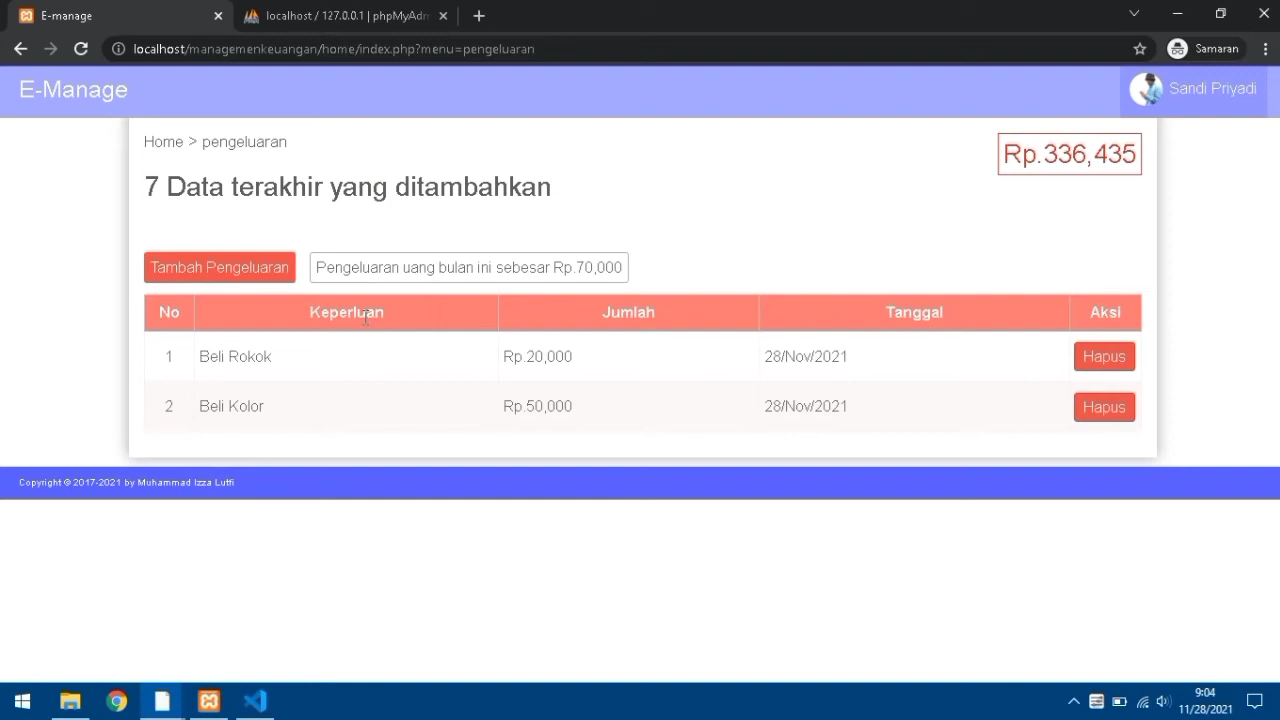 E-manage
localhost / 127.0.0.1 | phpMyAdm
localhost/managemenkeuangan/home/index.php?menu=pengeluaran
Samaran
E-Manage
Sandi Priyadi
Home > pengeluaran
Rp.336,435
7 Data terakhir yang ditambahkan
Tambah Pengeluaran
Pengeluaran uang bulan ini sebesar Rp.70,000
No Keperluan Jumlah Tanggal Aksi
1 Beli Rokok Rp.20,000 28/Nov/2021 Hapus
2 Beli Kolor Rp.50,000 28/Nov/2021 Hapus
Copyright © 2017-2021 by Muhammad Izza Lutfi
9:04
11/28/2021